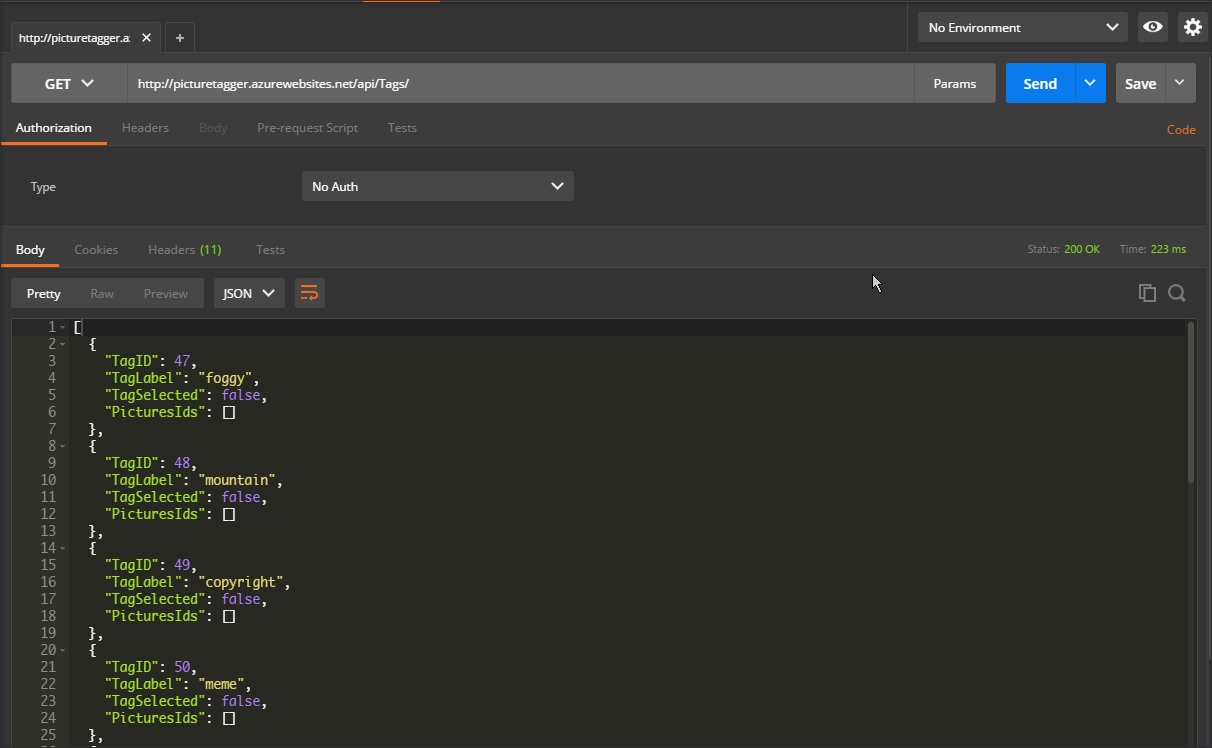 http://picturetagger.a:
No Environment
GET http://picturetagger.azurewebsites.net/api/Tags/ Params Send Save
Authorization Headers Body Pre-request Script Tests Code
Type No Auth
Body Cookies Headers (11) Tests Status: 200 OK Time: 223 ms
Pretty Raw Preview JSON
1 [
2 {
3 "TagID": 47,
4 "TagLabel": "foggy",
5 "TagSelected": false,
6 "PicturesIds": []
7 },
8 {
9 "TagID": 48,
10 "TagLabel": "mountain",
11 "TagSelected": false,
12 "PicturesIds": []
13 },
14 {
15 "TagID": 49,
16 "TagLabel": "copyright",
17 "TagSelected": false,
18 "PicturesIds": []
19 },
20 {
21 "TagID": 50,
22 "TagLabel": "meme",
23 "TagSelected": false,
24 "PicturesIds": []
25 },